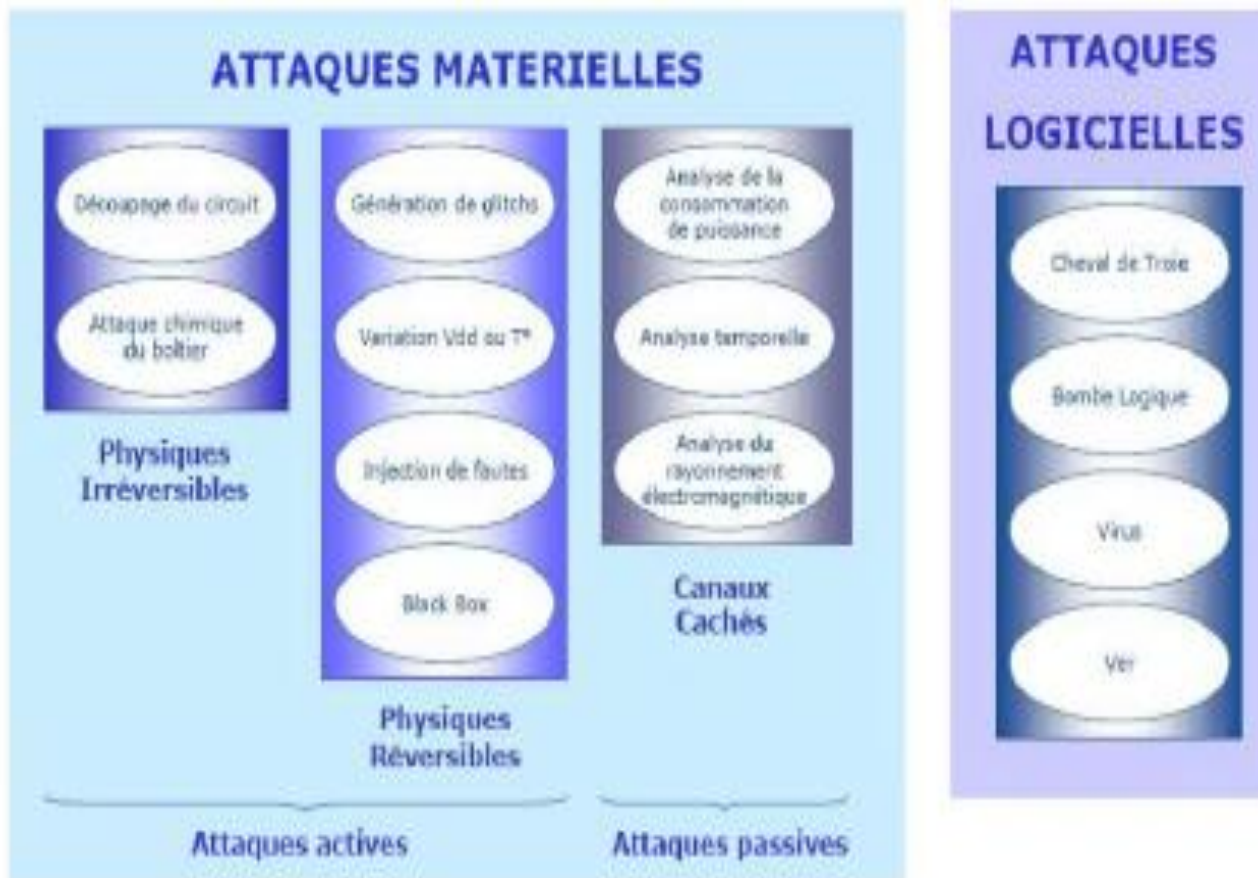 ATTAQUES MATERIELLES
Découpage du circuit
Attaque chimique
du boîtier
Physiques
Irréversibles
Génération de glitchs
Variation Vdd ou T°
Injection de fautes
Black Box
Physiques
Réversibles
Analyse de la
consommation
de puissance
Analyse temporelle
Analyse du
rayonnement
électromagnétique
Canaux
Cachés
Attaques actives
Attaques passives
ATTAQUES
LOGICIELLES
Cheval de Troie
Bombe Logique
Virus
Ver